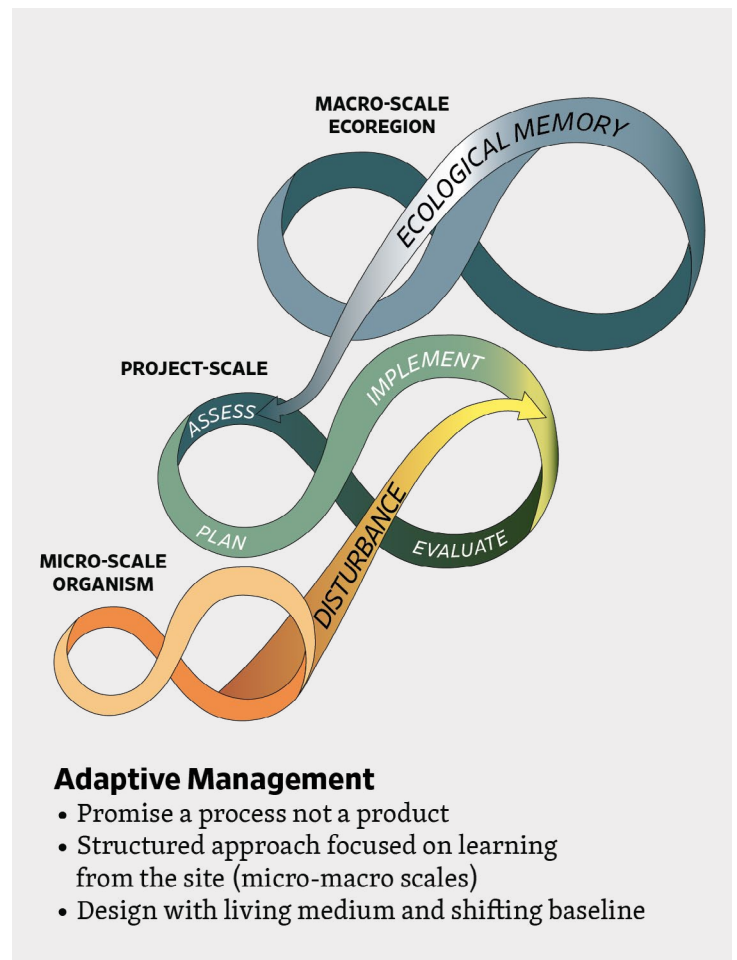 MACRO-SCALE
ECOREGION
ECOLOGICAL MEMORY
PROJECT-SCALE
IMPLEMENT
ASSESS
PLAN
EVALUATE
DISTURBANCE
MICRO-SCALE
ORGANISM
Adaptive Management
• Promise a process not a product
• Structured approach focused on learning
from the site (micro-macro scales)
• Design with living medium and shifting baseline